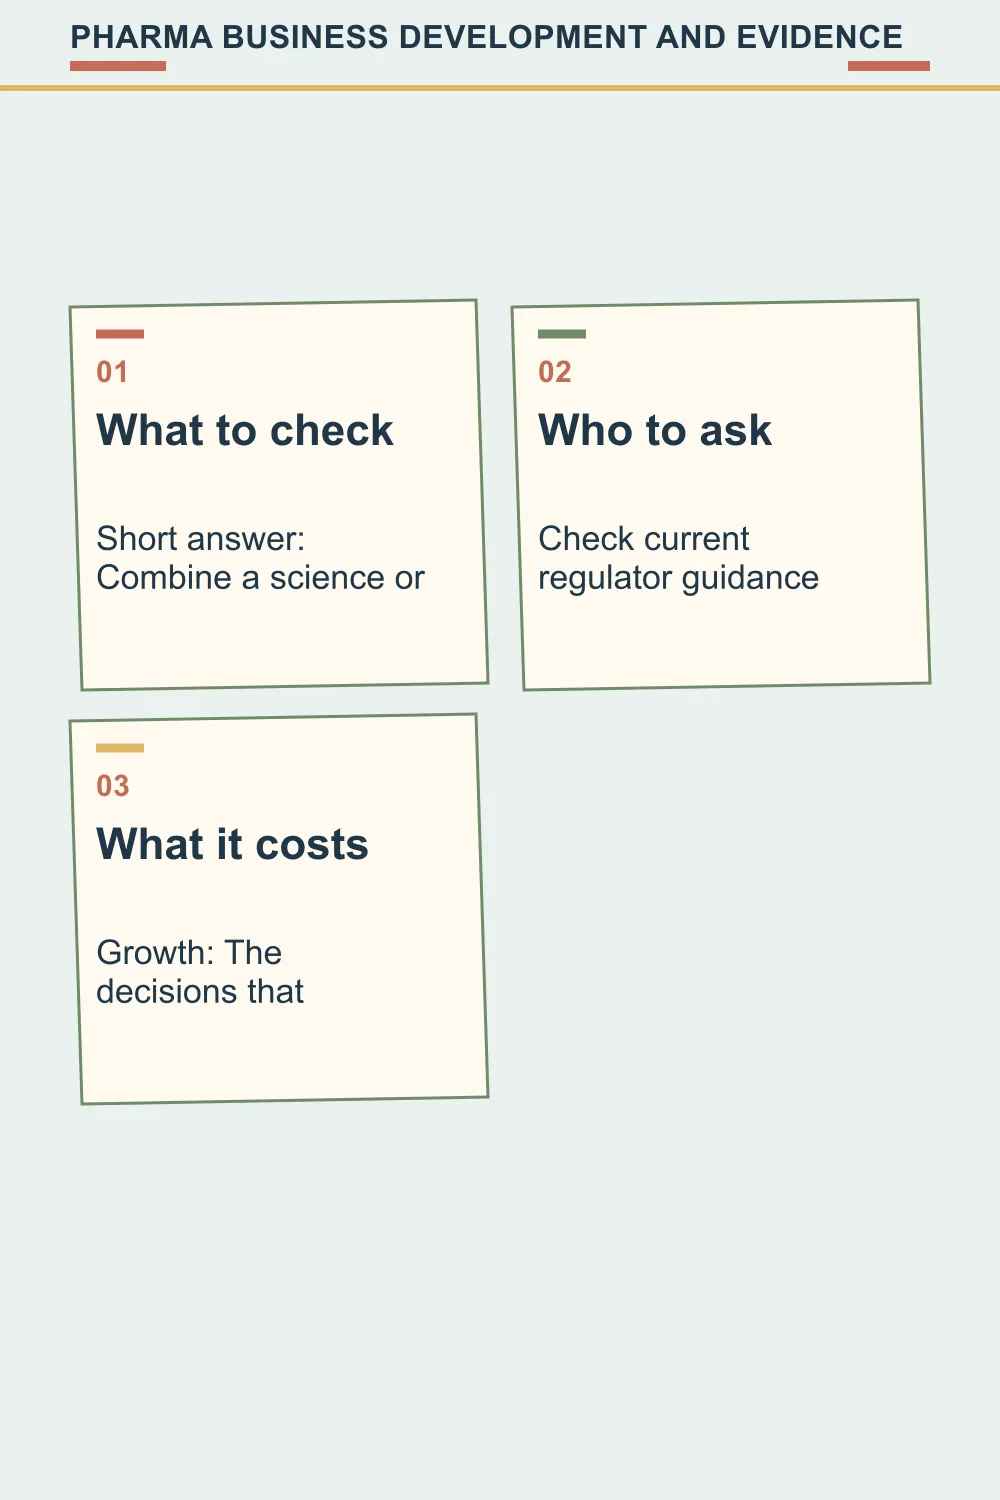 PHARMA BUSINESS DEVELOPMENT AND EVIDENCE
01
What to check
Short answer:
Combine a science or
02
Who to ask
Check current
regulator guidance
03
What it costs
Growth: The
decisions that